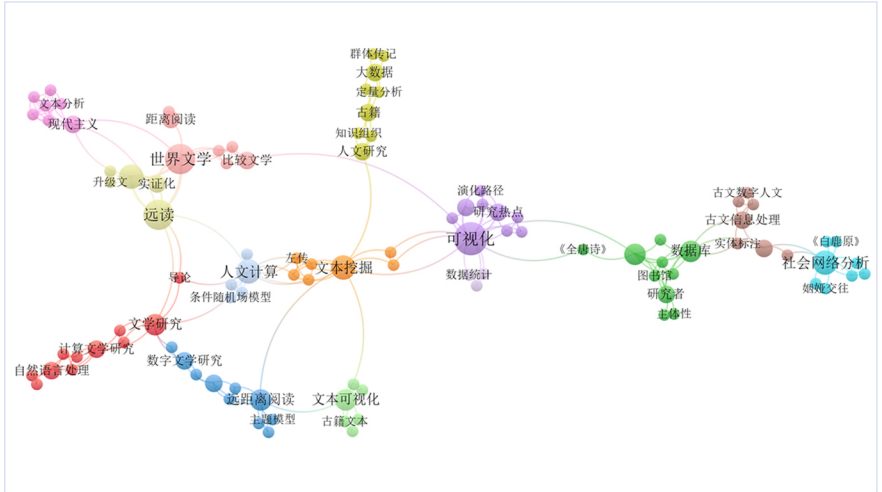 群体传记
大数据
定量分析
古籍
知识组织
人文研究
文本分析
现代主义
距离阅读
世界文学
比较文学
升级文
实证化
远读
演化路径
研究热点
可视化
数据统计
古文数字人文
古文信息处理
实体标注
《全唐诗》
数据库
图书馆
研究者
主体性
《白鹿原》
社会网络分析
姻娅交往
左传
人文计算
文本挖掘
导论
条件随机场模型
文学研究
计算文学研究
自然语言处理
数字文学研究
远距离阅读
主题模型
文本可视化
古籍文本